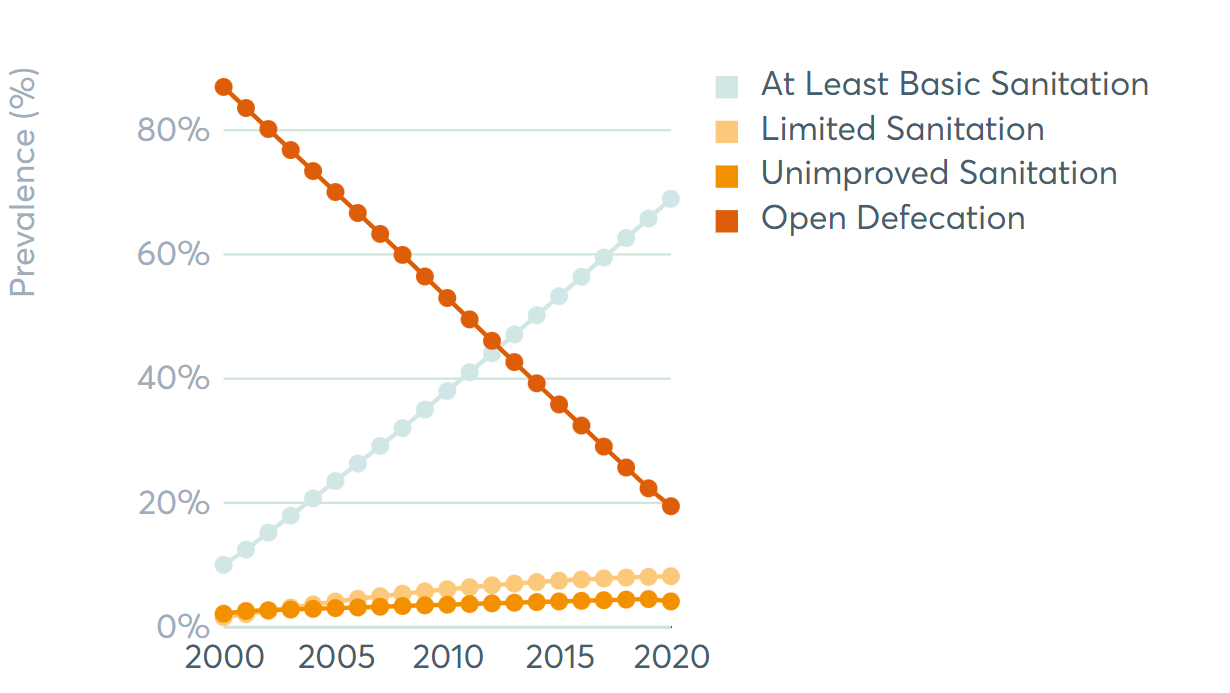 Prevalence (%)
80%
60%
40%
20%
0%
2000 2005 2010 2015 2020
At Least Basic Sanitation
Limited Sanitation
Unimproved Sanitation
Open Defecation